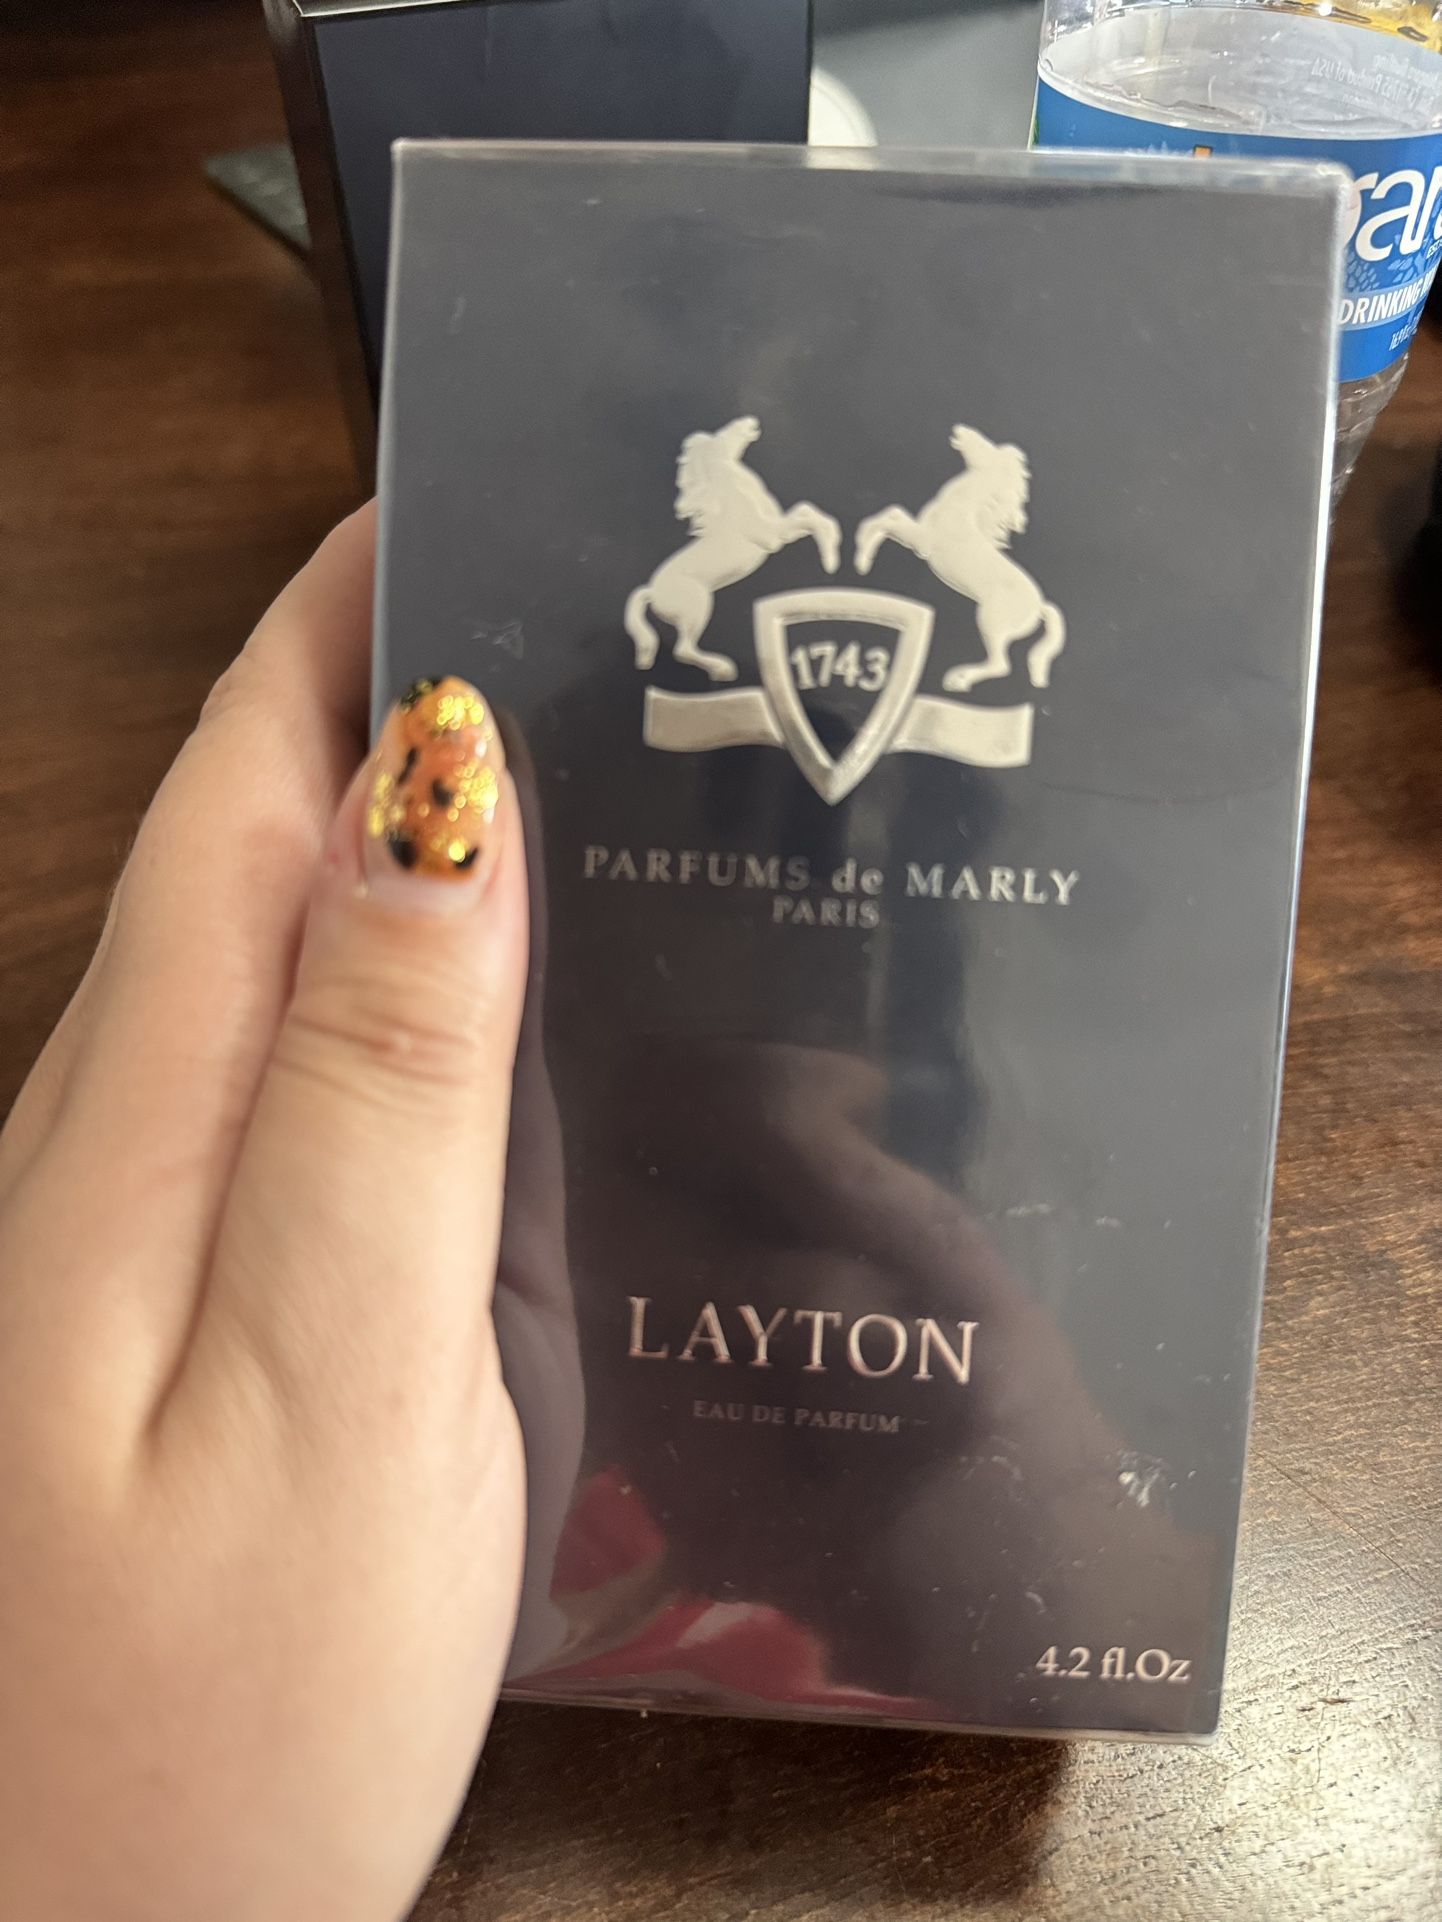 1743
PARFUMS de MARLY
PARIS
LAYTON
EAU DE PARFUM
4.2 fl.Oz
DRINKING